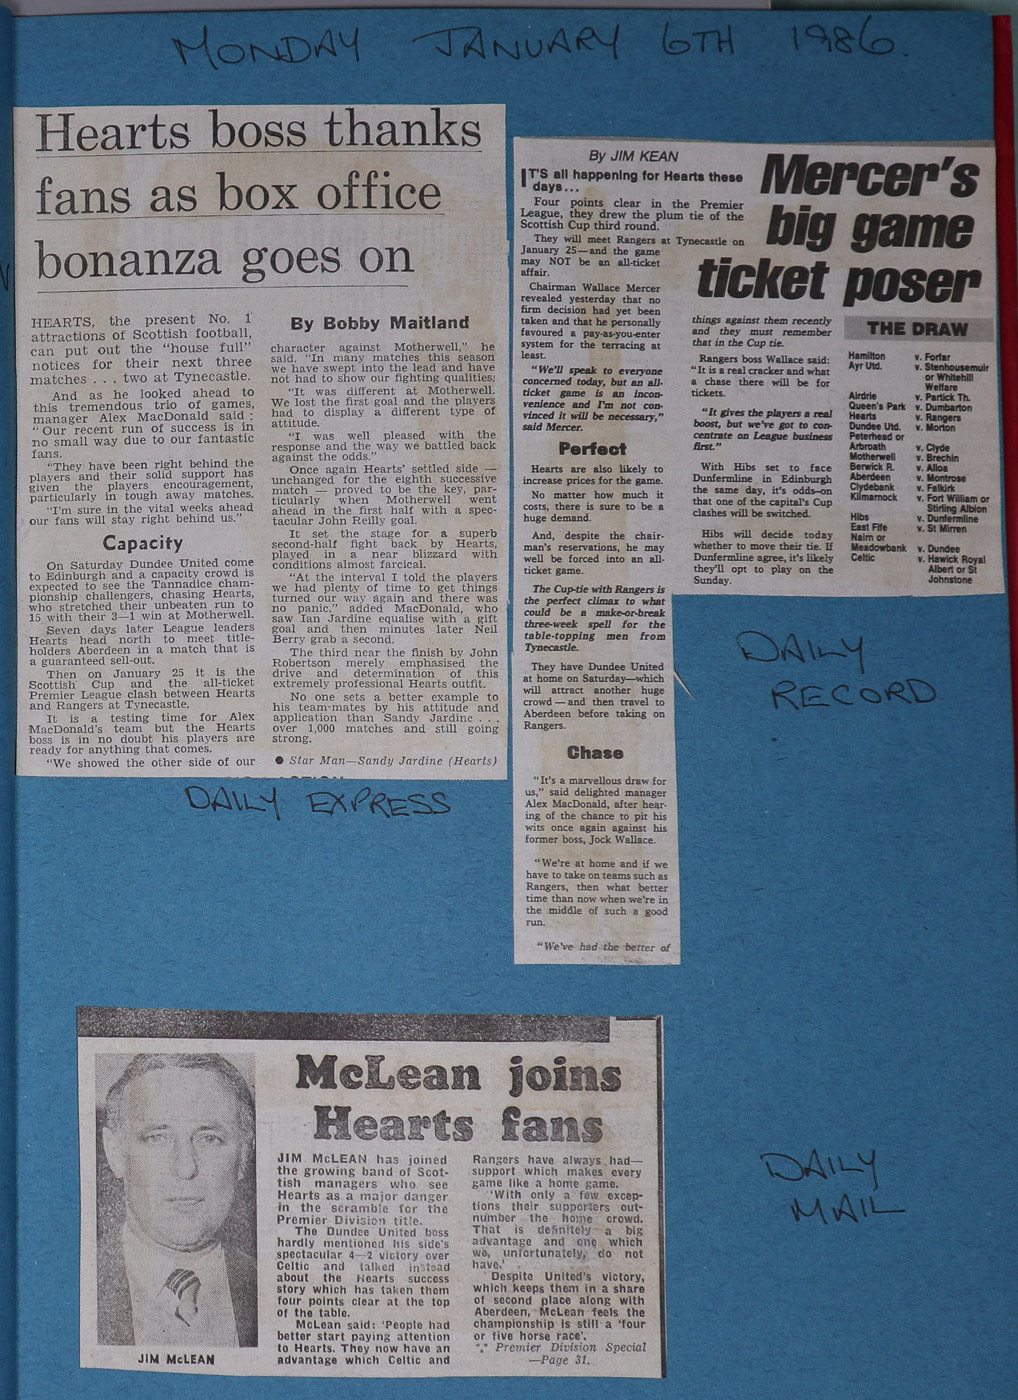 MONDAY JANUARY 6TH 1986.
Hearts boss thanks
fans as box office
bonanza goes on
HEARTS, the present No. 1
attractions of Scottish football,
can put out the "house full"
notices for their next three
matches . . . two at Tynecastle.
And as he looked ahead to
this tremendous trio of games,
manager Alex MacDonald said:
"Our recent run of success is in
no small way due to our fantastic
fans.
"They have been right behind the
players and their solid support has
given the players encouragement,
particularly in tough away matches.
"I'm sure in the vital weeks ahead
our fans will stay right behind us."
Capacity
On Saturday Dundee United come
to Edinburgh and a capacity crowd is
expected to see the Tannadice cham-
pionship challengers, chasing Hearts,
who stretched their unbeaten run to
15 with their 3—1 win at Motherwell.
Seven days later League leaders
Hearts head north to meet title-
holders Aberdeen in a match that is
a guaranteed sell-out.
Then on January 25 it is the
Scottish Cup and the all-ticket
Premier League clash between Hearts
and Rangers at Tynecastle.
It is a testing time for Alex
MacDonald's team but the Hearts
boss is in no doubt his players are
ready for anything that comes.
"We showed the other side of our
By Bobby Maitland
character against Motherwell," he
said. "In many matches this season
we have swept into the lead and have
not had to show our fighting qualities:
"It was different at Motherwell.
We lost the first goal and the players
had to display a different type of
attitude.
"I was well pleased with the
response and the way we battled back
against the odds."
Once again Hearts' settled side —
unchanged for the eighth successive
match — proved to be the key, par-
ticularly when Motherwell went
ahead in the first half with a spec-
tacular John Reilly goal.
It set the stage for a superb
second-half fight back by Hearts,
played in a near blizzard with
conditions almost farcical.
"At the interval I told the players
we had plenty of time to get things
turned our way again and there was
no panic," added MacDonald, who
saw Ian Jardine equalise with a gift
goal and then minutes later Neil
Berry grab a second.
The third near the finish by John
Robertson merely emphasised the
drive and determination of this
extremely professional Hearts outfit.
No one sets a better example to
his team-mates by his attitude and
application than Sandy Jardine . . .
over 1,000 matches and still going
strong.
● Star Man—Sandy Jardine (Hearts)
DAILY EXPRESS
By JIM KEAN
Mercer's
big game
ticket poser
IT'S all happening for Hearts these
days . . .
Four points clear in the Premier
League, they drew the plum tie of the
Scottish Cup third round.
They will meet Rangers at Tynecastle on
January 25—and the game
may NOT be an all-ticket
affair.
Chairman Wallace Mercer
revealed yesterday that no
firm decision had yet been
taken and that he personally
favoured a pay-as-you-enter
system for the terracing at
least.
"We'll speak to everyone
concerned today, but an all-
ticket game is an incon-
venience and I'm not con-
vinced it will be necessary,"
said Mercer.
Perfect
Hearts are also likely to
increase prices for the game.
No matter how much it
costs, there is sure to be a
huge demand.
And, despite the chair-
man's reservations, he may
well be forced into an all-
ticket game.
The Cup-tie with Rangers is
the perfect climax to what
could be a make-or-break
three-week spell for the
table-topping men from
Tynecastle.
They have Dundee United
at home on Saturday—which
will attract another huge
crowd — and then travel to
Aberdeen before taking on
Rangers.
Chase
"It's a marvellous draw for
us," said delighted manager
Alex MacDonald, after hear-
ing of the chance to pit his
wits once again against his
former boss, Jock Wallace.
"We're at home and if we
have to take on teams such as
Rangers, then what better
time than now when we're in
the middle of such a good
run.
"We've had the better of
things against them recently
and they must remember
that in the Cup tie.
Rangers boss Wallace said:
"It is a real cracker and what
a chase there will be for
tickets.
"It gives the players a real
boost, but we've got to con-
centrate on League business
first."
With Hibs set to face
Dunfermline in Edinburgh
the same day, it's odds-on
that one of the capital's Cup
clashes will be switched.
Hibs will decide today
whether to move their tie. If
Dunfermline agree, it's likely
they'll opt to play on the
Sunday.
THE DRAW
Hamilton v. Forfar
Ayr Utd. v. Stenhousemuir
or Whitehill
Welfare
Airdrie v. Partick Th.
Queen's Park v. Dumbarton
Hearts v. Rangers
Dundee Utd. v. Morton
Peterhead or
Arbroath v. Clyde
Motherwell v. Brechin
Berwick R. v. Alloa
Aberdeen v. Montrose
Clydebank v. Falkirk
Kilmarnock v. Fort William or
Stirling Albion
Hibs v. Dunfermline
East Fife v. St Mirren
Nairn or
Meadowbank v. Dundee
Celtic v. Hawick Royal
Albert or St
Johnstone
DAILY
RECORD
McLean joins
Hearts fans
JIM McLEAN
JIM McLEAN has joined
the growing band of Scot-
tish managers who see
Hearts as a major danger
in the scramble for the
Premier Division title.
The Dundee United boss
hardly mentioned his side's
spectacular 4—2 victory over
Celtic and talked instead
about the Hearts success
story which has taken them
four points clear at the top
of the table.
McLean said: 'People had
better start paying attention
to Hearts. They now have an
advantage which Celtic and
Rangers have always had—
support which makes every
game like a home game.
'With only a few excep-
tions their supporters out-
number the home crowd.
That is definitely a big
advantage and one which
we, unfortunately, do not
have.'
Despite United's victory,
which keeps them in a share
of second place along with
Aberdeen, McLean feels the
championship is still a 'four
or five horse race'.
Premier Division Special
—Page 31.
DAILY
MAIL